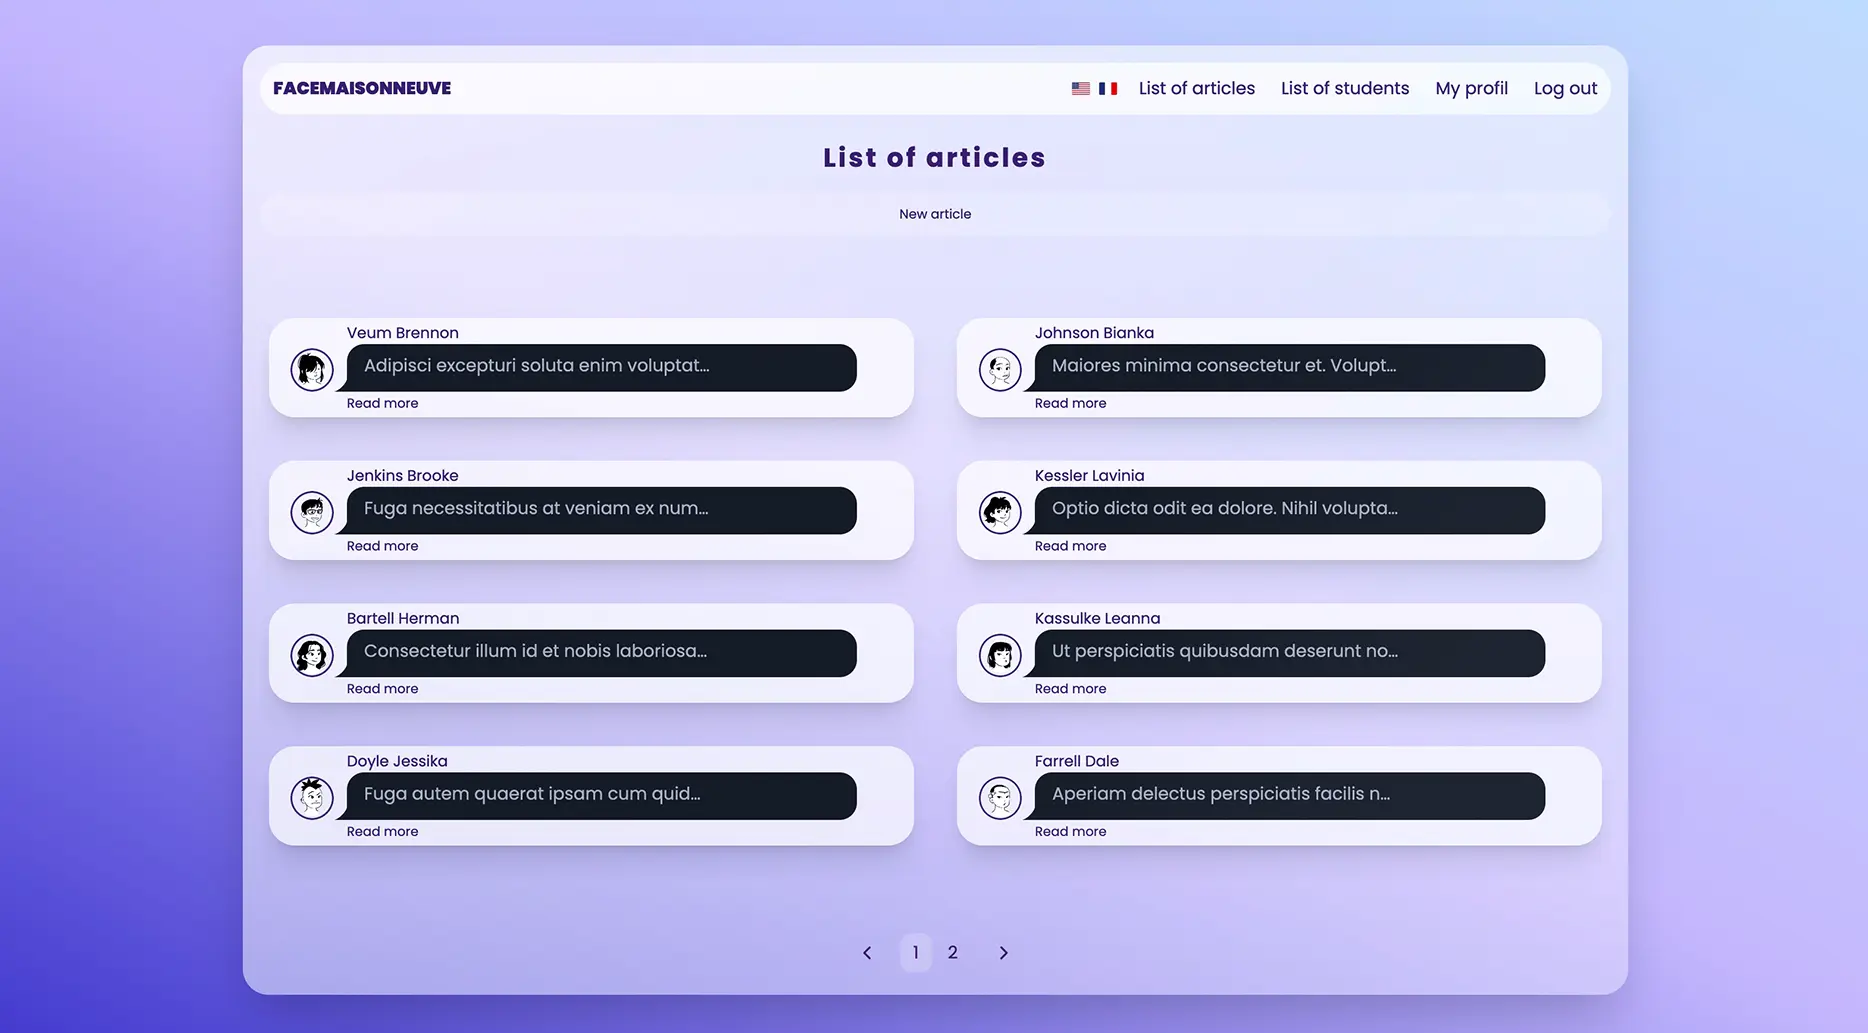 FACEMAISONNEUVE
List of articles
List of students
My profil
Log out
List of articles
New article
Veum Brennon
Adipisci excepturi soluta enim voluptat...
Read more
Johnson Bianka
Maiores minima consectetur et. Volupt...
Read more
Jenkins Brooke
Fuga necessitatibus at veniam ex num...
Read more
Kessler Lavinia
Optio dicta odit ea dolore. Nihil volupta...
Read more
Bartell Herman
Consectetur illum id et nobis laboriosa...
Read more
Kassulke Leanna
Ut perspiciatis quibusdam deserunt no...
Read more
Doyle Jessika
Fuga autem quaerat ipsam cum quid...
Read more
Farrell Dale
Aperiam delectus perspiciatis facilis n...
Read more
1 2